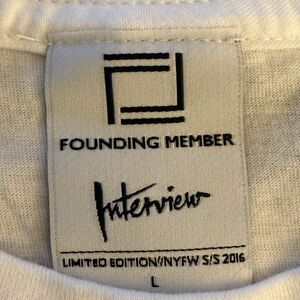 FOUNDING MEMBER
Interview
LIMITED EDITION/NYFW S/S 2016
L